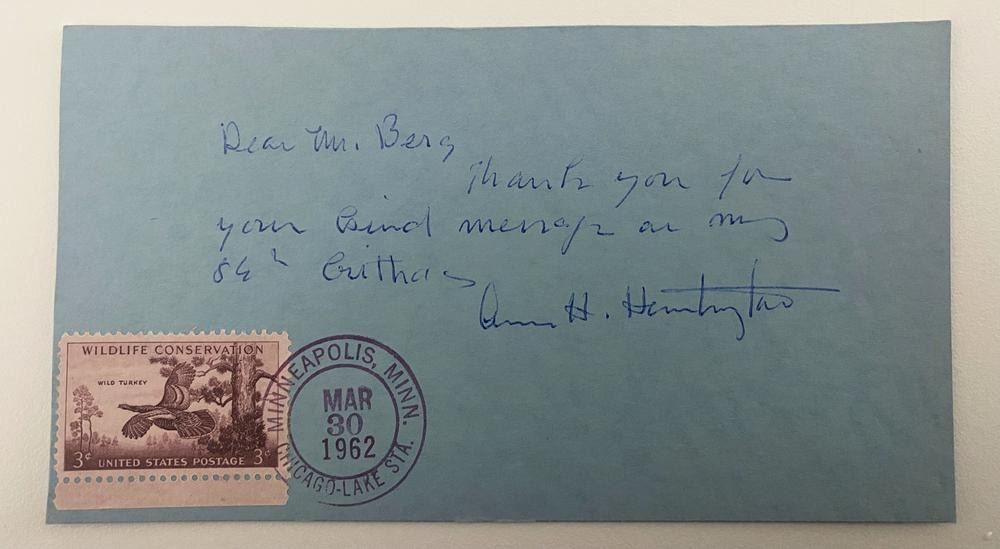 Dear Mr. Berg
Thank you for
your kind message on my
86th birthday
Anna H. Huntington
WILDLIFE CONSERVATION
WILD TURKEY
3¢ UNITED STATES POSTAGE 3¢
MINNEAPOLIS, MINN.
MAR
30
1962
CHICAGO-LAKE STA.